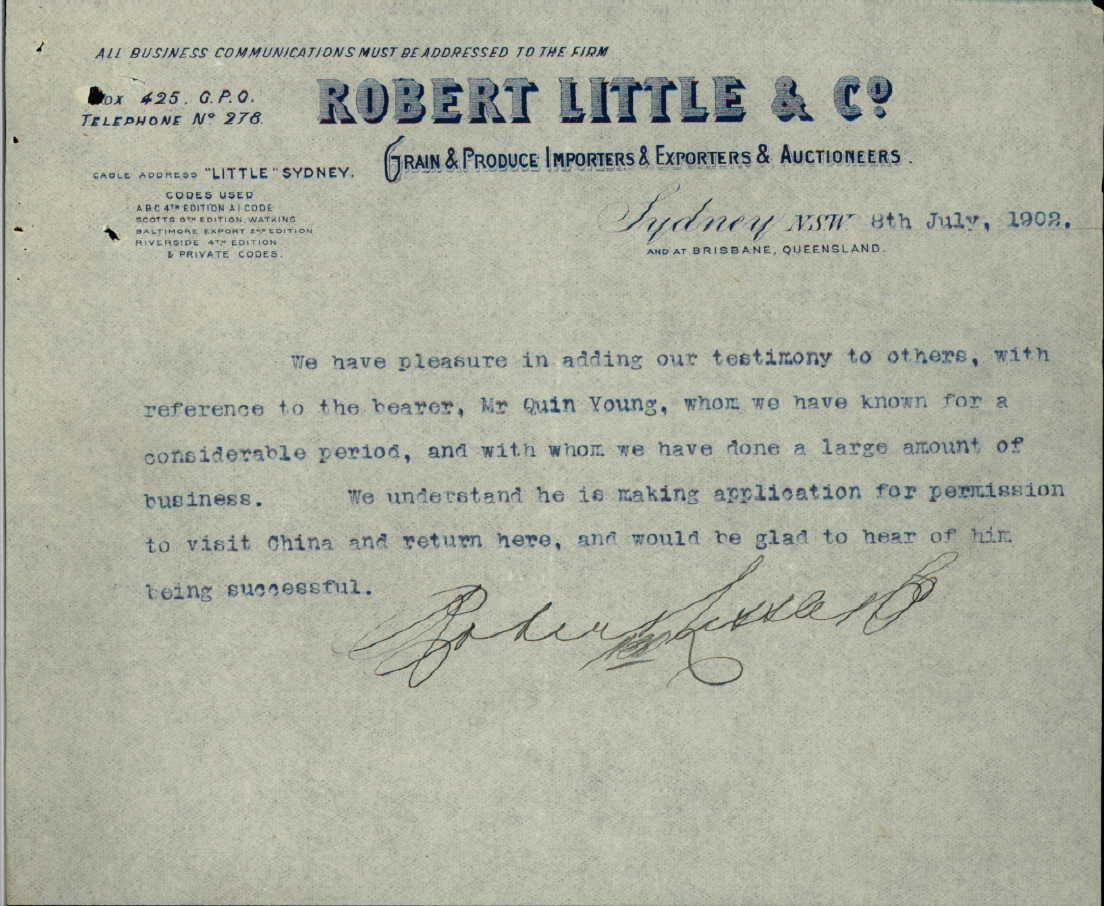 ALL BUSINESS COMMUNICATIONS MUST BE ADDRESSED TO THE FIRM
BOX 425. G.P.O.
TELEPHONE Nº 276.
ROBERT LITTLE & Cº
GRAIN & PRODUCE IMPORTERS & EXPORTERS & AUCTIONEERS.
CABLE ADDRESS "LITTLE" SYDNEY.
CODES USED
A B C 4TH EDITION A I CODE
SCOTTS 8TH EDITION, WATKINS
BALTIMORE EXPORT 2ND EDITION
RIVERSIDE 4TH EDITION
& PRIVATE CODES.
Sydney NSW 8th July, 1902.
AND AT BRISBANE, QUEENSLAND.
We have pleasure in adding our testimony to others, with
reference to the bearer, Mr Quin Young, whom we have known for a
considerable period, and with whom we have done a large amount of
business. We understand he is making application for permission
to visit China and return here, and would be glad to hear of him
being successful.
Robert Little & Co